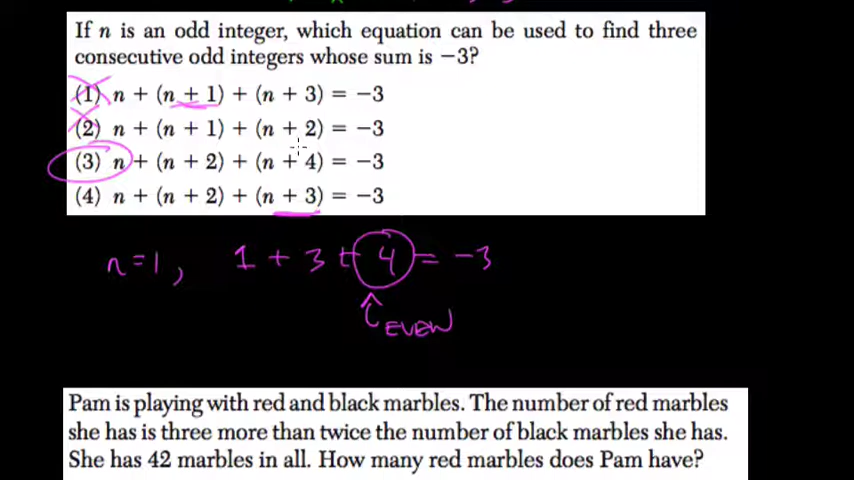 If n is an odd integer, which equation can be used to find three
consecutive odd integers whose sum is −3?
(1) n + (n + 1) + (n + 3) = −3
(2) n + (n + 1) + (n + 2) = −3
(3) n + (n + 2) + (n + 4) = −3
(4) n + (n + 2) + (n + 3) = −3
n=1, 1 + 3 + 4 = -3
EVEN
Pam is playing with red and black marbles. The number of red marbles
she has is three more than twice the number of black marbles she has.
She has 42 marbles in all. How many red marbles does Pam have?